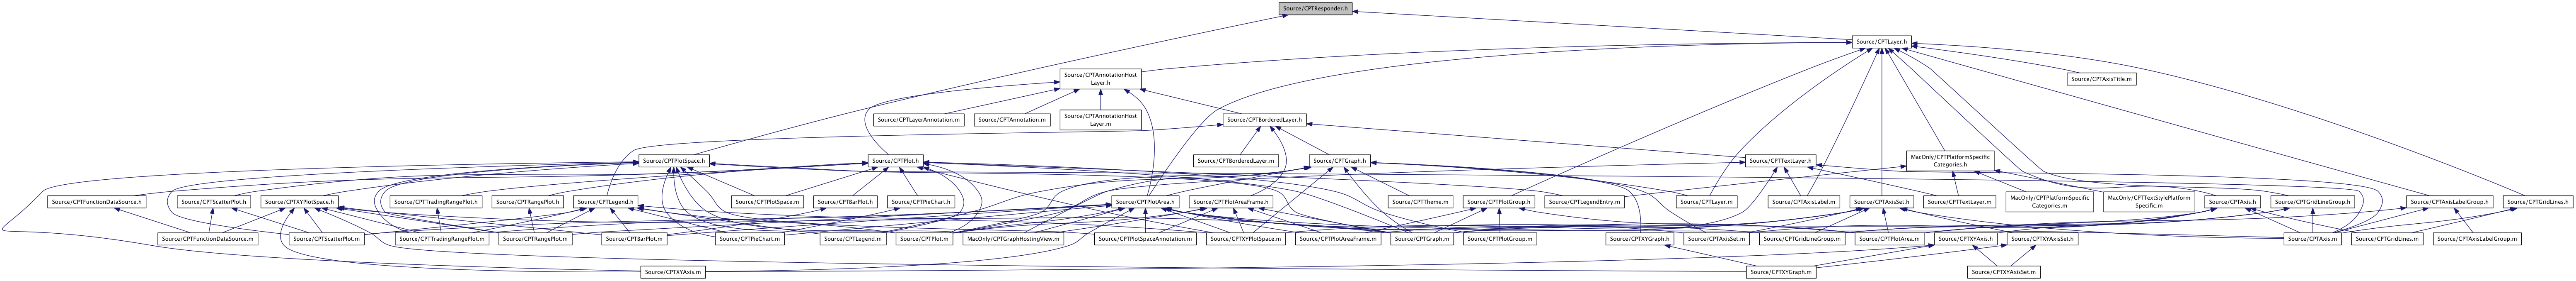 Source/CPTResponder.h
Source/CPTLayer.h
Source/CPTAnnotationHost
Layer.h
Source/CPTAxisTitle.m
Source/CPTLayerAnnotation.m
Source/CPTAnnotation.m
Source/CPTAnnotationHost
Layer.m
Source/CPTBorderedLayer.h
Source/CPTPlotSpace.h
Source/CPTPlot.h
Source/CPTBorderedLayer.m
Source/CPTGraph.h
Source/CPTTextLayer.h
MacOnly/CPTPlatformSpecific
Categories.h
Source/CPTFunctionDataSource.h
Source/CPTScatterPlot.h
Source/CPTXYPlotSpace.h
Source/CPTTradingRangePlot.h
Source/CPTRangePlot.h
Source/CPTLegend.h
Source/CPTPlotSpace.m
Source/CPTBarPlot.h
Source/CPTPieChart.h
Source/CPTPlotArea.h
Source/CPTPlotAreaFrame.h
Source/CPTTheme.m
Source/CPTPlotGroup.h
Source/CPTLegendEntry.m
Source/CPTLayer.m
Source/CPTAxisLabel.m
Source/CPTAxisSet.h
Source/CPTTextLayer.m
MacOnly/CPTPlatformSpecific
Categories.m
MacOnly/CPTTextStylePlatform
Specific.m
Source/CPTAxis.h
Source/CPTGridLineGroup.h
Source/CPTAxisLabelGroup.h
Source/CPTGridLines.h
Source/CPTFunctionDataSource.m
Source/CPTScatterPlot.m
Source/CPTTradingRangePlot.m
Source/CPTRangePlot.m
Source/CPTBarPlot.m
Source/CPTPieChart.m
Source/CPTLegend.m
Source/CPTPlot.m
MacOnly/CPTGraphHostingView.m
Source/CPTPlotSpaceAnnotation.m
Source/CPTXYPlotSpace.m
Source/CPTPlotAreaFrame.m
Source/CPTGraph.m
Source/CPTPlotGroup.m
Source/CPTXYGraph.h
Source/CPTAxisSet.m
Source/CPTGridLineGroup.m
Source/CPTPlotArea.m
Source/CPTXYAxis.h
Source/CPTXYAxisSet.h
Source/CPTAxis.m
Source/CPTGridLines.m
Source/CPTAxisLabelGroup.m
Source/CPTXYAxis.m
Source/CPTXYGraph.m
Source/CPTXYAxisSet.m